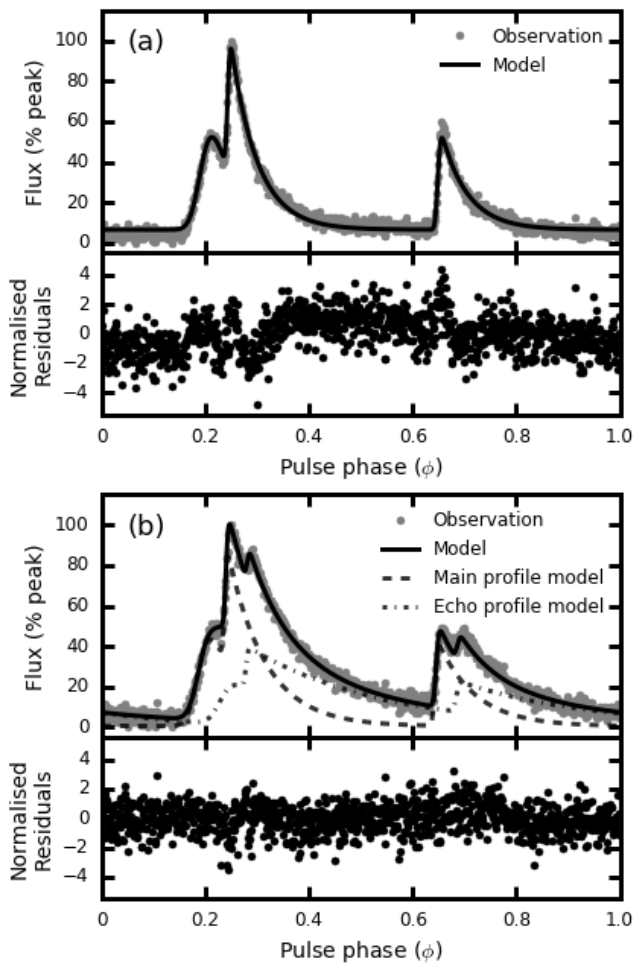 (a)
Observation
Model
Flux (% peak)
100
80
60
40
20
0
Normalised
Residuals
4
2
0
−2
−4
0
0.2
0.4
0.6
0.8
1.0
Pulse phase (ϕ)
(b)
Observation
Model
Main profile model
Echo profile model
Flux (% peak)
100
80
60
40
20
0
Normalised
Residuals
4
2
0
−2
−4
0
0.2
0.4
0.6
0.8
1.0
Pulse phase (ϕ)